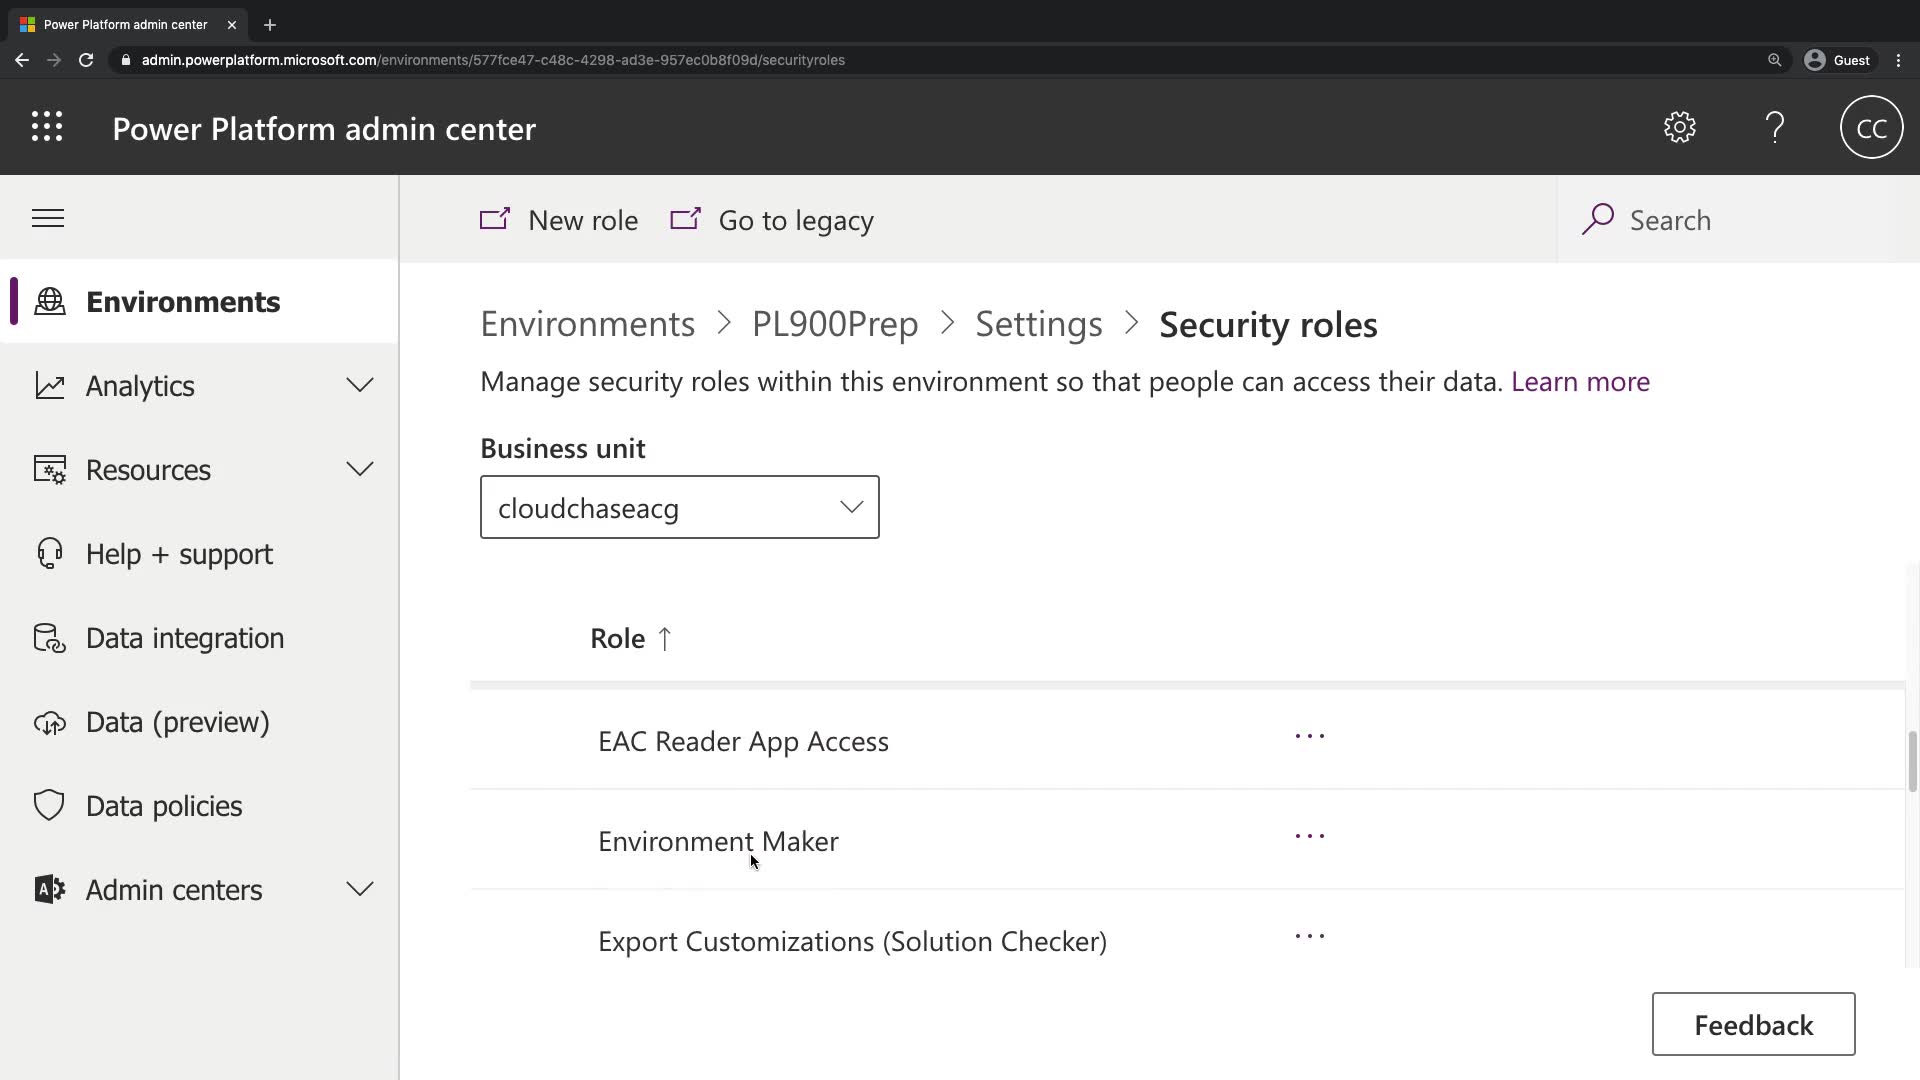 Power Platform admin center
admin.powerplatform.microsoft.com/environments/577fce47-c48c-4298-ad3e-957ec0b8f09d/securityroles
Guest
Power Platform admin center
CC
New role
Go to legacy
Search
Environments
Analytics
Resources
Help + support
Data integration
Data (preview)
Data policies
Admin centers
Environments > PL900Prep > Settings > Security roles
Manage security roles within this environment so that people can access their data. Learn more
Business unit
cloudchaseacg
Role ↑
EAC Reader App Access
Environment Maker
Export Customizations (Solution Checker)
Feedback